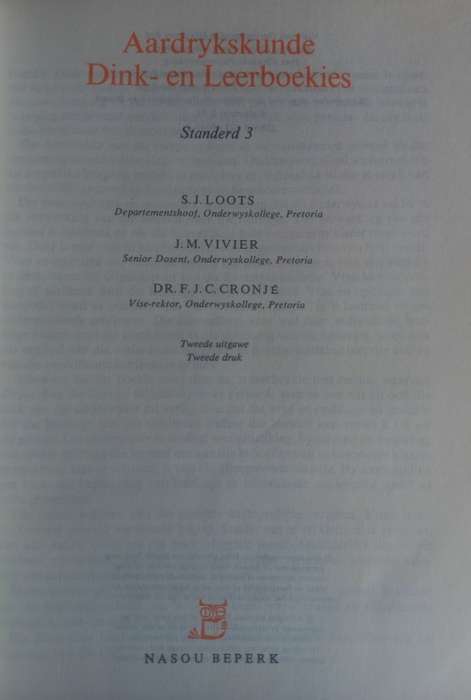 Aardrykskunde
Dink- en Leerboekies
Standerd 3
S. J. LOOTS
Departementshoof, Onderwyskollege, Pretoria
J. M. VIVIER
Senior Dosent, Onderwyskollege, Pretoria
DR. F. J. C. CRONJÉ
Vise-rektor, Onderwyskollege, Pretoria
Tweede uitgawe
Tweede druk
NASOU BEPERK